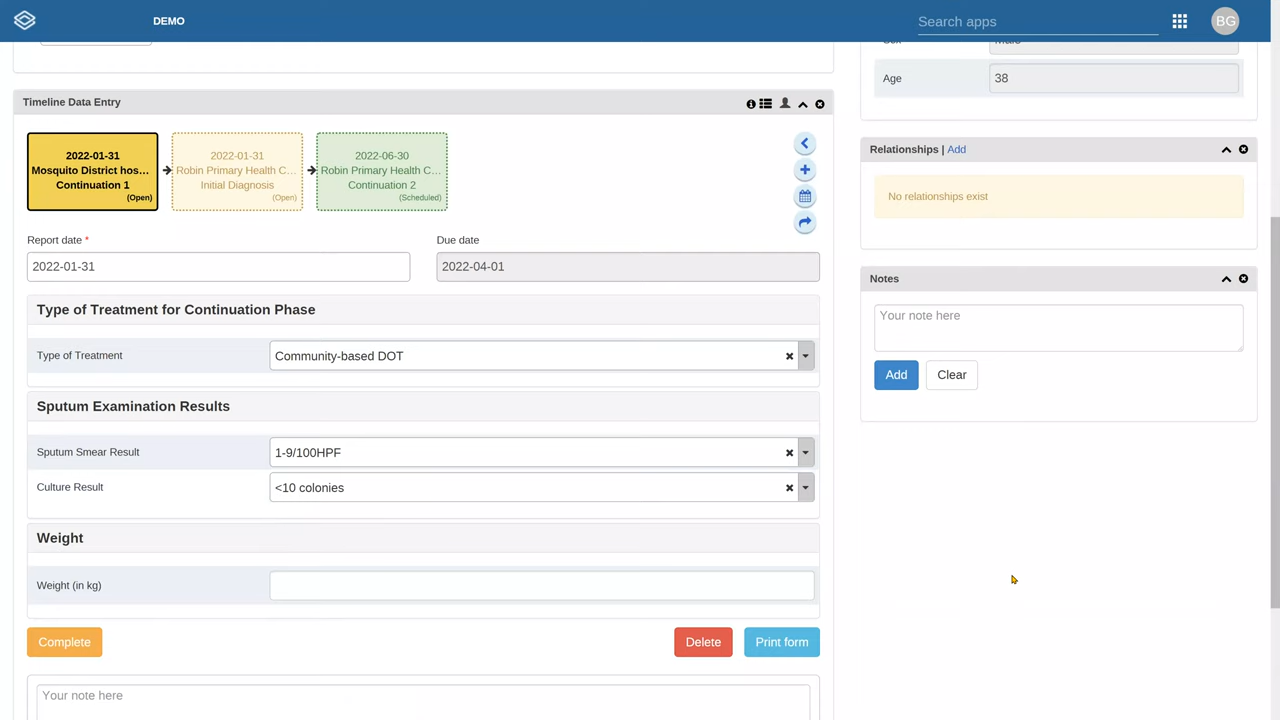 DEMO
Search apps
BG
Age
38
Timeline Data Entry
2022-01-31
Mosquito District hos...
Continuation 1
(Open)
2022-01-31
Robin Primary Health C...
Initial Diagnosis
(Open)
2022-06-30
Robin Primary Health C...
Continuation 2
(Scheduled)
Report date *
Due date
2022-01-31
2022-04-01
Type of Treatment for Continuation Phase
Type of Treatment
Community-based DOT
Sputum Examination Results
Sputum Smear Result
1-9/100HPF
Culture Result
<10 colonies
Weight
Weight (in kg)
Complete
Delete
Print form
Your note here
Relationships | Add
No relationships exist
Notes
Your note here
Add
Clear